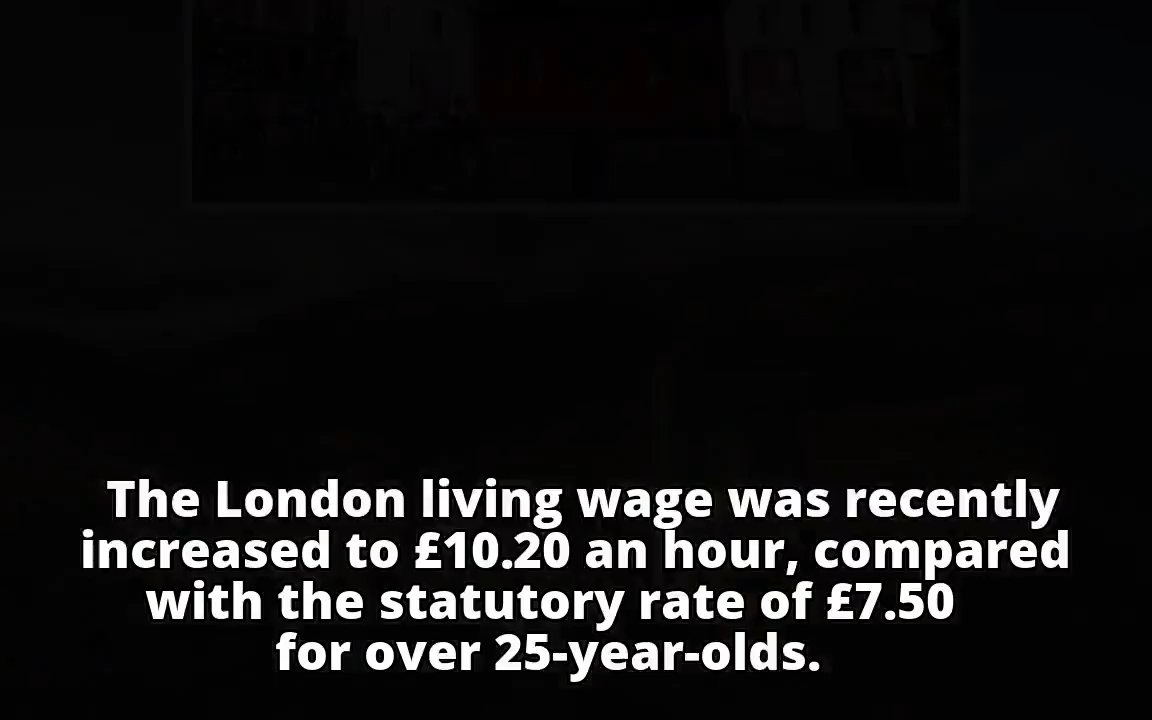 The London living wage was recently
increased to £10.20 an hour, compared
with the statutory rate of £7.50
for over 25-year-olds.